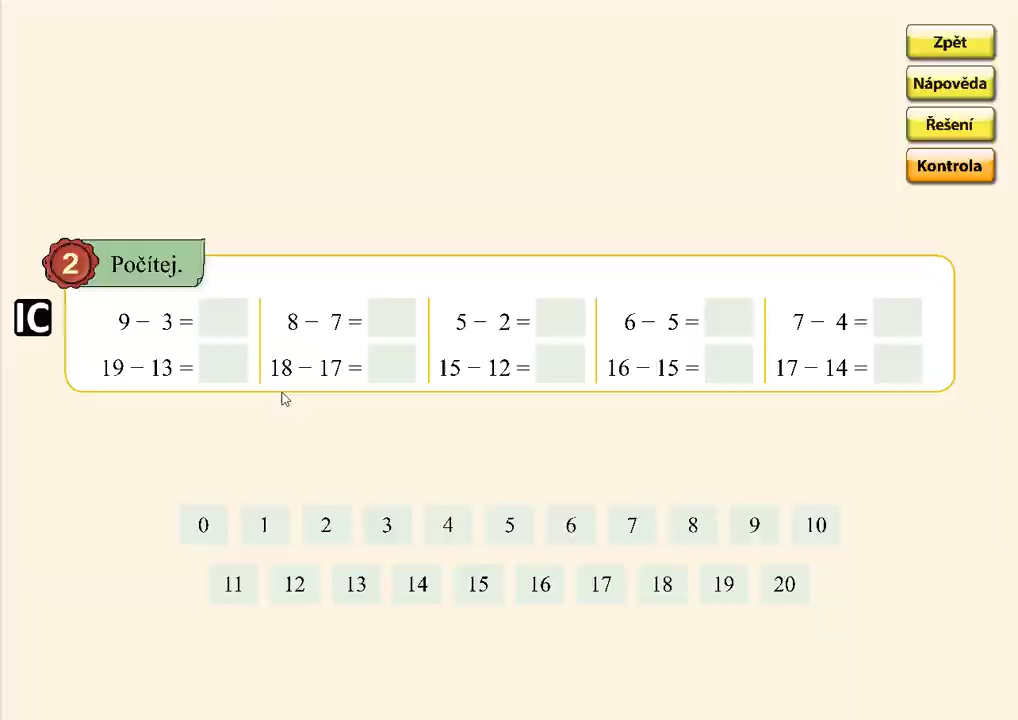 Zpět
Nápověda
Řešení
Kontrola
2 Počítej.
IC
9 − 3 = 8 − 7 = 5 − 2 = 6 − 5 = 7 − 4 =
19 − 13 = 18 − 17 = 15 − 12 = 16 − 15 = 17 − 14 =
0 1 2 3 4 5 6 7 8 9 10
11 12 13 14 15 16 17 18 19 20